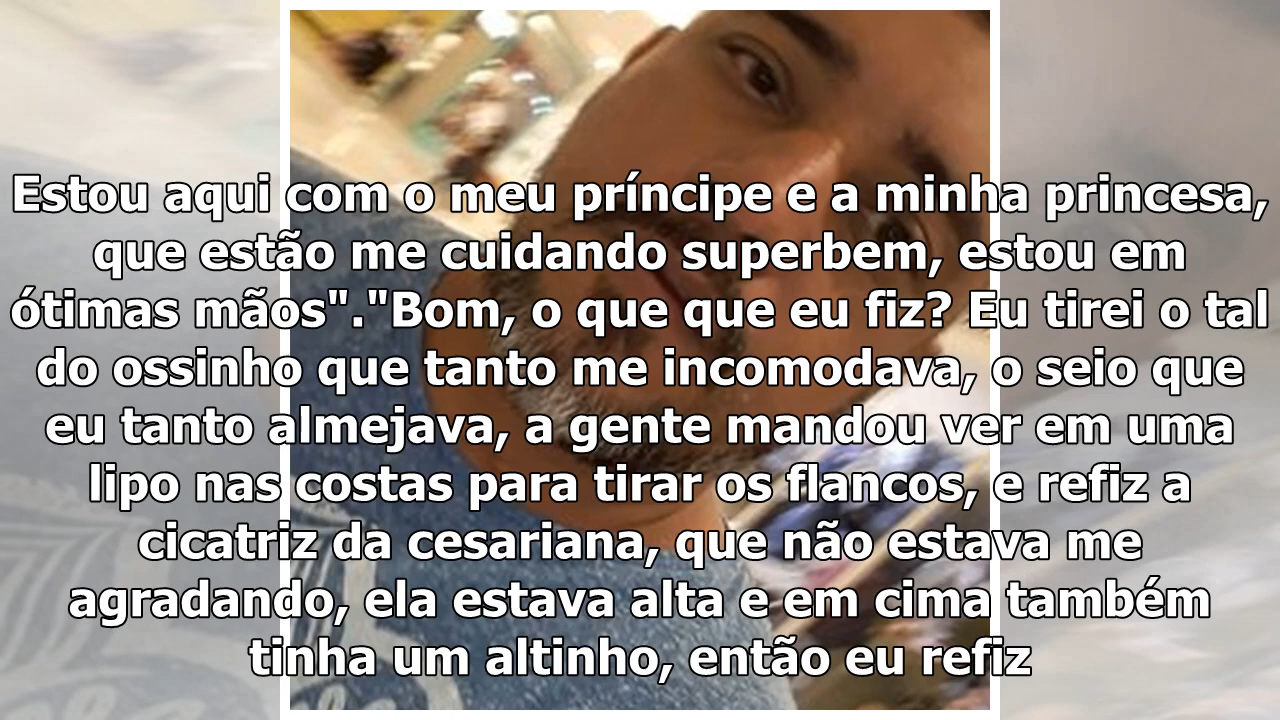 Estou aqui com o meu príncipe e a minha princesa,
que estão me cuidando superbem, estou em
ótimas mãos"."Bom, o que que eu fiz? Eu tirei o tal
do ossinho que tanto me incomodava, o seio que
eu tanto almejava, a gente mandou ver em uma
lipo nas costas para tirar os flancos, e refiz a
cicatriz da cesariana, que não estava me
agradando, ela estava alta e em cima também
tinha um altinho, então eu refiz